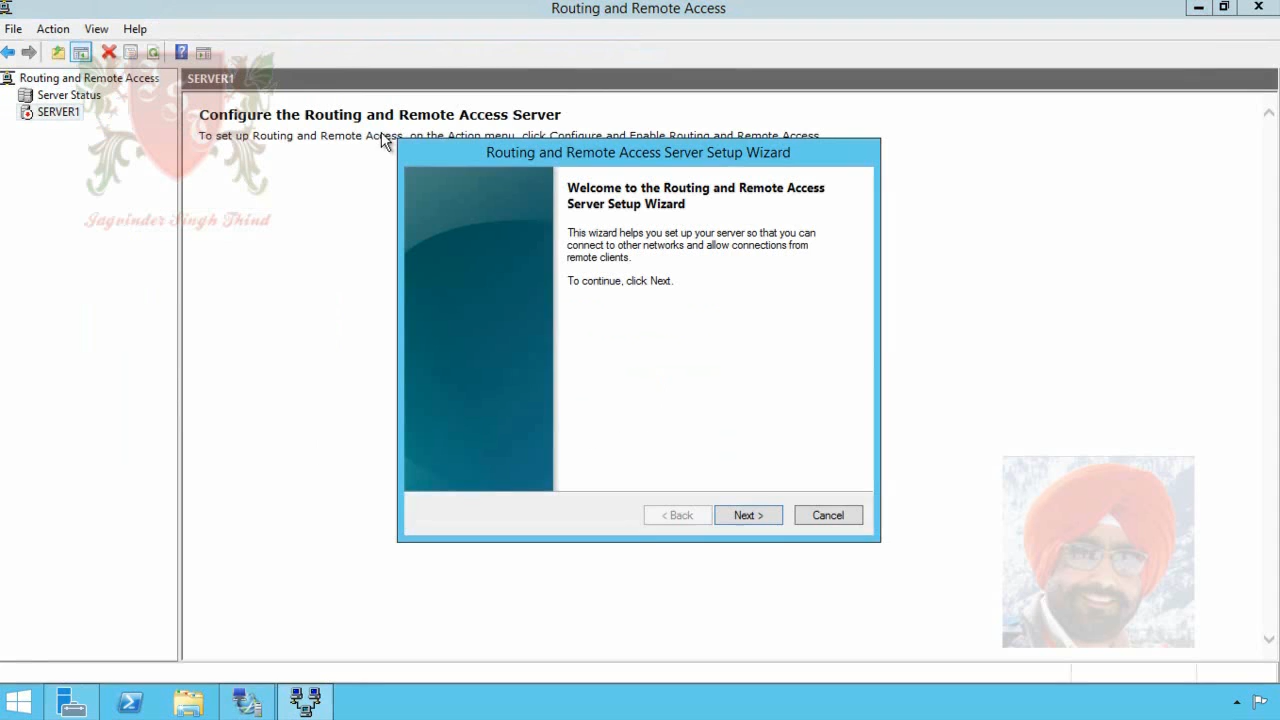 Routing and Remote Access
File Action View Help
Routing and Remote Access
Server Status
SERVER1
SERVER1
Configure the Routing and Remote Access Server
To set up Routing and Remote Access, on the Action menu, click Configure and Enable Routing and Remote Access.
Routing and Remote Access Server Setup Wizard
Welcome to the Routing and Remote Access
Server Setup Wizard
This wizard helps you set up your server so that you can
connect to other networks and allow connections from
remote clients.
To continue, click Next.
< Back Next > Cancel
Jagvinder Singh Thind